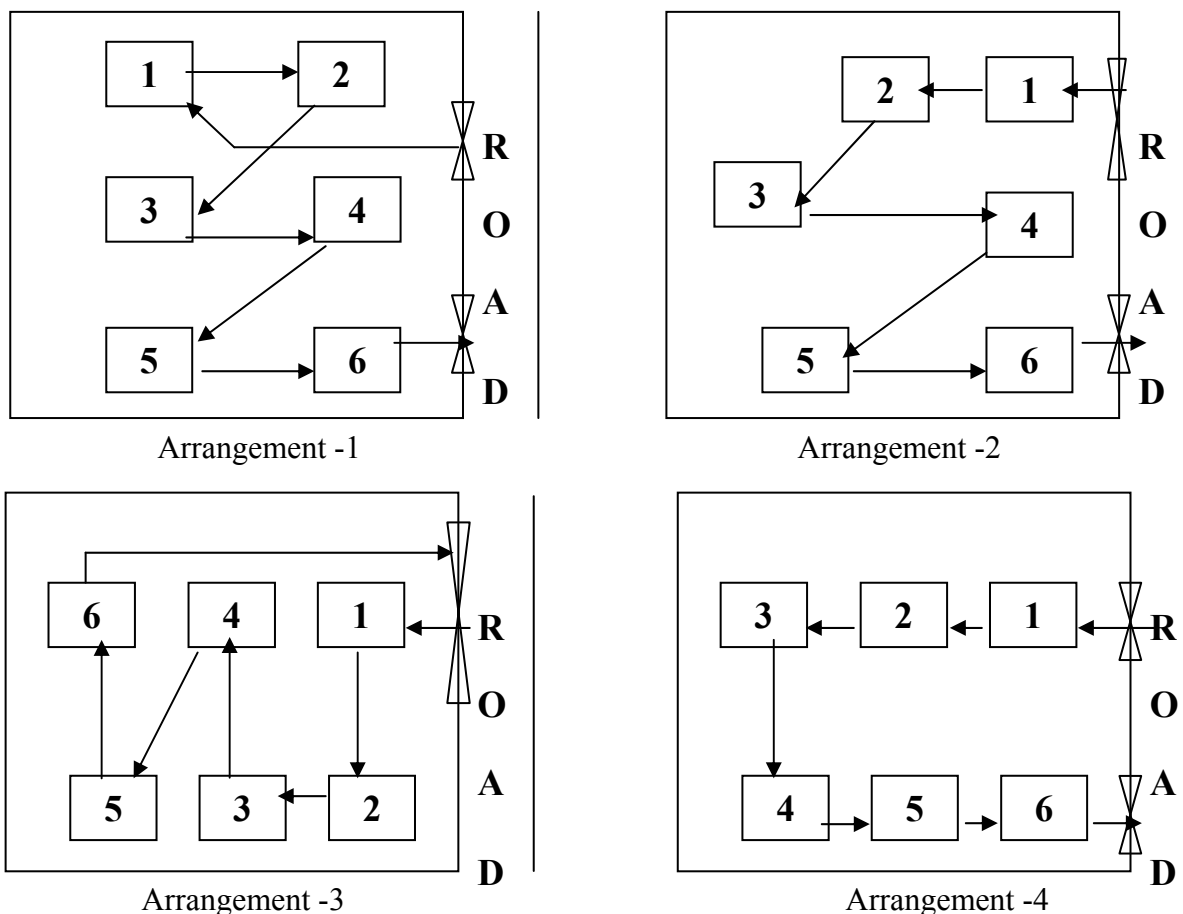 1 2
R
3 4
O
A
5 6
D
Arrangement -1
2 1
R
3
4
O
A
5 6
D
Arrangement -2
6 4 1
R
O
A
5 3 2
D
Arrangement -3
3 2 1
R
O
A
4 5 6
D
Arrangement -4